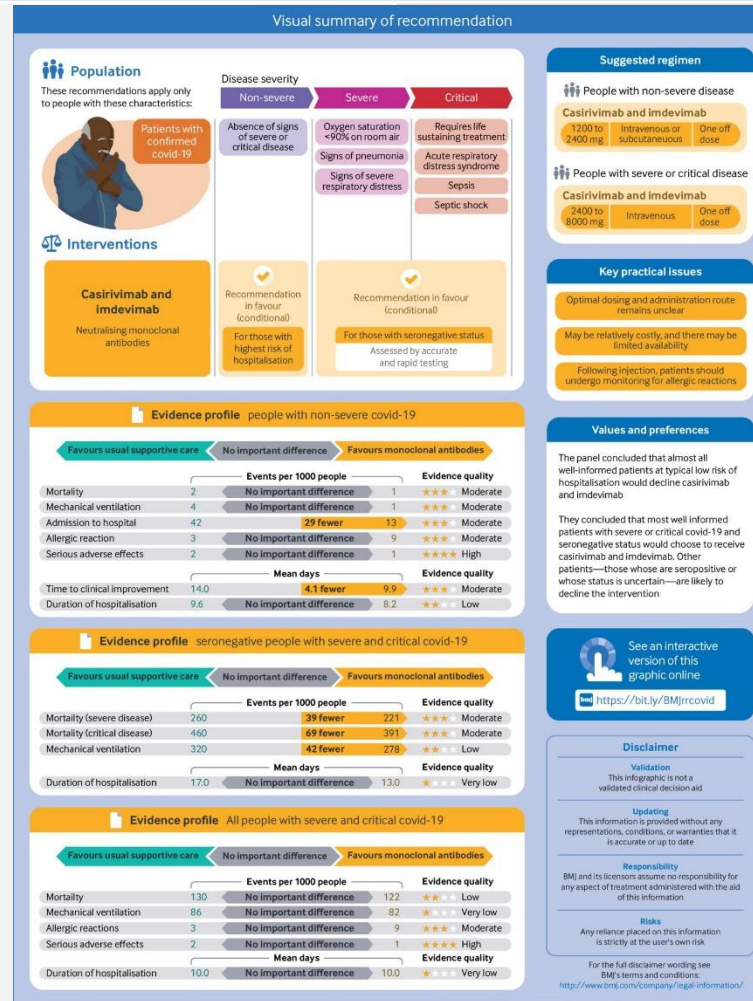 Visual summary of recommendation
Population
These recommendations apply only
to people with these characteristics:
Patients with
confirmed
covid-19
Disease severity
Non-severe
Severe
Critical
Absence of signs
of severe or
critical disease
Oxygen saturation
<90% on room air
Signs of pneumonia
Signs of severe
respiratory distress
Requires life
sustaining treatment
Acute respiratory
distress syndrome
Sepsis
Septic shock
Interventions
Casirivimab and
imdevimab
Neutralising monoclonal
antibodies
Recommendation
in favour
(conditional)
For those with
highest risk of
hospitalisation
Recommendation in favour
(conditional)
For those with seronegative status
Assessed by accurate
and rapid testing
Evidence profile people with non-severe covid-19
Favours usual supportive care No important difference Favours monoclonal antibodies
Events per 1000 people Evidence quality
Mortality 2 No important difference 1 Moderate
Mechanical ventilation 4 No important difference 1 Moderate
Admission to hospital 42 29 fewer 13 Moderate
Allergic reaction 3 No important difference 9 Moderate
Serious adverse effects 2 No important difference 1 High
Mean days Evidence quality
Time to clinical improvement 14.0 4.1 fewer 9.9 Moderate
Duration of hospitalisation 9.6 No important difference 8.2 Low
Evidence profile seronegative people with severe and critical covid-19
Favours usual supportive care No important difference Favours monoclonal antibodies
Events per 1000 people Evidence quality
Mortailty (severe disease) 260 39 fewer 221 Moderate
Mortailty (critical disease) 460 69 fewer 391 Moderate
Mechanical ventilation 320 42 fewer 278 Low
Mean days
Duration of hospitalisation 17.0 No important difference 13.0 Very low
Evidence profile All people with severe and critical covid-19
Favours usual supportive care No important difference Favours monoclonal antibodies
Events per 1000 people Evidence quality
Mortailty 130 No important difference 122 Low
Mechanical ventilation 86 No important difference 82 Very low
Allergic reactions 3 No important difference 9 Moderate
Serious adverse effects 2 No important difference 1 High
Mean days Evidence quality
Duration of hospitalisation 10.0 No important difference 10.0 Very low
Suggested regimen
People with non-severe disease
Casirivimab and imdevimab
1200 to
2400 mg
Intravenous or
subcutaneuous
One off
dose
People with severe or critical disease
Casirivimab and imdevimab
2400 to
8000 mg
Intravenous
One off
dose
Key practical issues
Optimal dosing and administration route
remains unclear
May be relatively costly, and there may be
limited availability
Following injection, patients should
undergo monitoring for allergic reactions
Values and preferences
The panel concluded that almost all
well-informed patients at typical low risk of
hospitalisation would decline casirivimab
and imdevimab
They concluded that most well informed
patients with severe or critical covid-19 and
seronegative status would choose to receive
casirivimab and imdevimab. Other
patients—those whose are seropositive or
whose status is uncertain—are likely to
decline the intervention
See an interactive
version of this
graphic online
bmj https://bit.ly/BMJrrcovid
Disclaimer
Validation
This infographic is not a
validated clinical decision aid
Updating
This information is provided without any
representations, conditions, or warranties that it
is accurate or up to date
Responsibility
BMJ and its licensors assume no responsibility for
any aspect of treatment administered with the aid
of this information
Risks
Any reliance placed on this information
is strictly at the user's own risk
For the full disclaimer wording see
BMJ's terms and conditions:
http://www.bmj.com/company/legal-information/